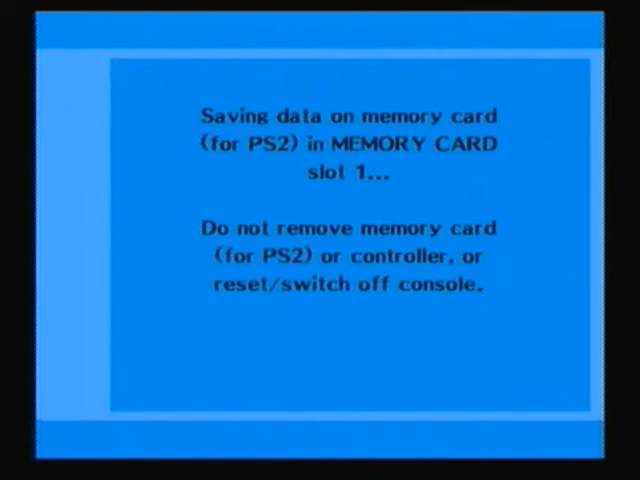 Saving data on memory card
(for PS2) in MEMORY CARD
slot 1...
Do not remove memory card
(for PS2) or controller, or
reset/switch off console.